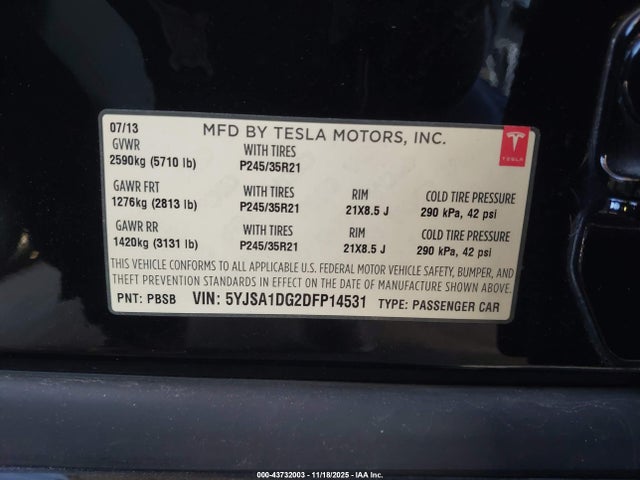 07/13 MFD BY TESLA MOTORS, INC.
TESLA
GVWR WITH TIRES
2590kg (5710 lb) P245/35R21
GAWR FRT WITH TIRES RIM COLD TIRE PRESSURE
1276kg (2813 lb) P245/35R21 21X8.5 J 290 kPa, 42 psi
GAWR RR WITH TIRES RIM COLD TIRE PRESSURE
1420kg (3131 lb) P245/35R21 21X8.5 J 290 kPa, 42 psi
THIS VEHICLE CONFORMS TO ALL APPLICABLE U.S. FEDERAL MOTOR VEHICLE SAFETY, BUMPER, AND
THEFT PREVENTION STANDARDS IN EFFECT ON THE DATE OF MANUFACTURE SHOWN ABOVE.
PNT: PBSB VIN: 5YJSA1DG2DFP14531 TYPE: PASSENGER CAR
000-43732003 - 11/18/2025 - IAA Inc.